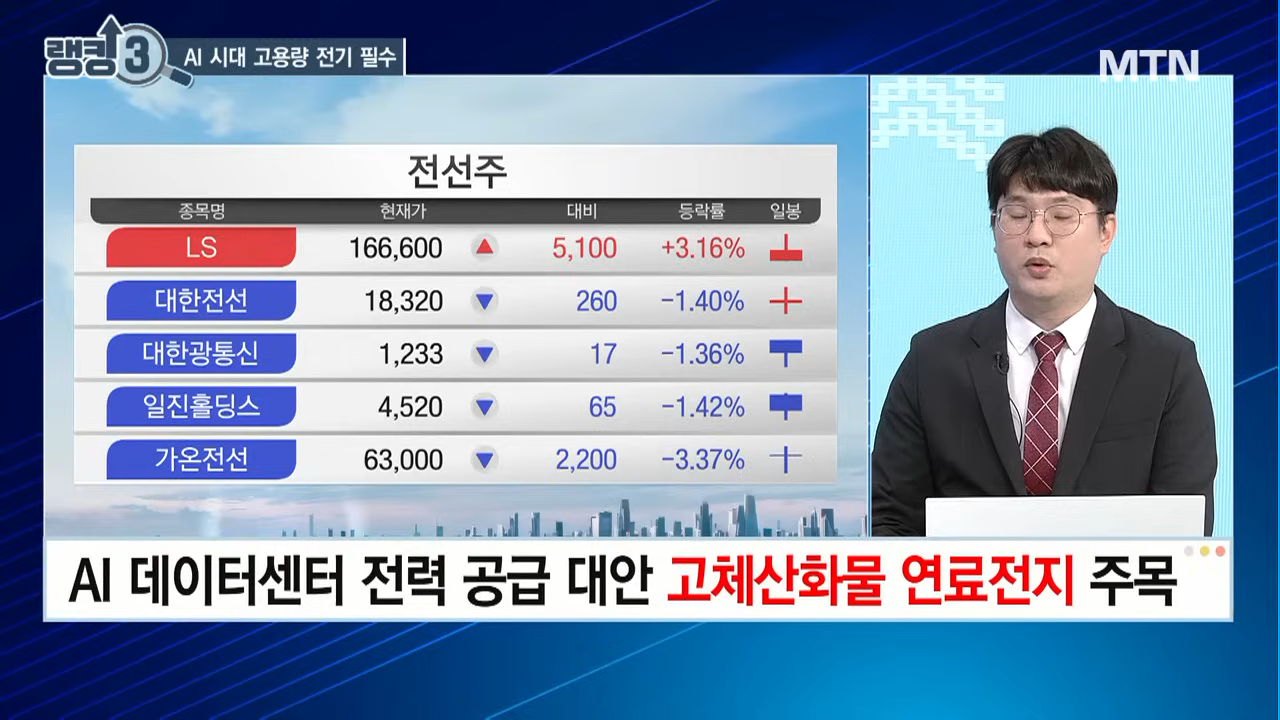 랭킹3
AI 시대 고용량 전기 필수
MTN
전선주
종목명 현재가 대비 등락률 일봉
LS 166,600 ▲ 5,100 +3.16%
대한전선 18,320 ▼ 260 -1.40%
대한광통신 1,233 ▼ 17 -1.36%
일진홀딩스 4,520 ▼ 65 -1.42%
가온전선 63,000 ▼ 2,200 -3.37%
AI 데이터센터 전력 공급 대안 고체산화물 연료전지 주목